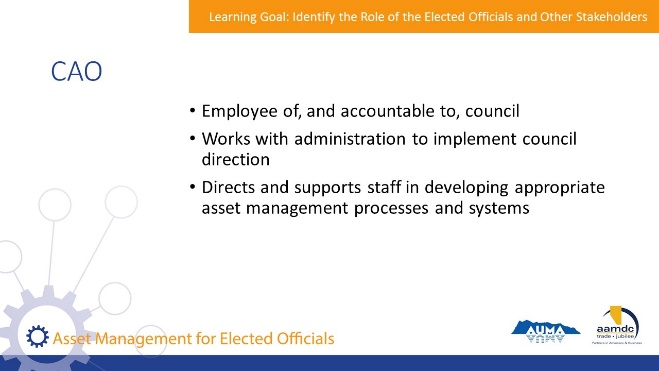 Learning Goal: Identify the Role of the Elected Officials and Other Stakeholders
CAO
• Employee of, and accountable to, council
• Works with administration to implement council
direction
• Directs and supports staff in developing appropriate
asset management processes and systems
Asset Management for Elected Officials
AUMA
aamdc
trade • jubilee